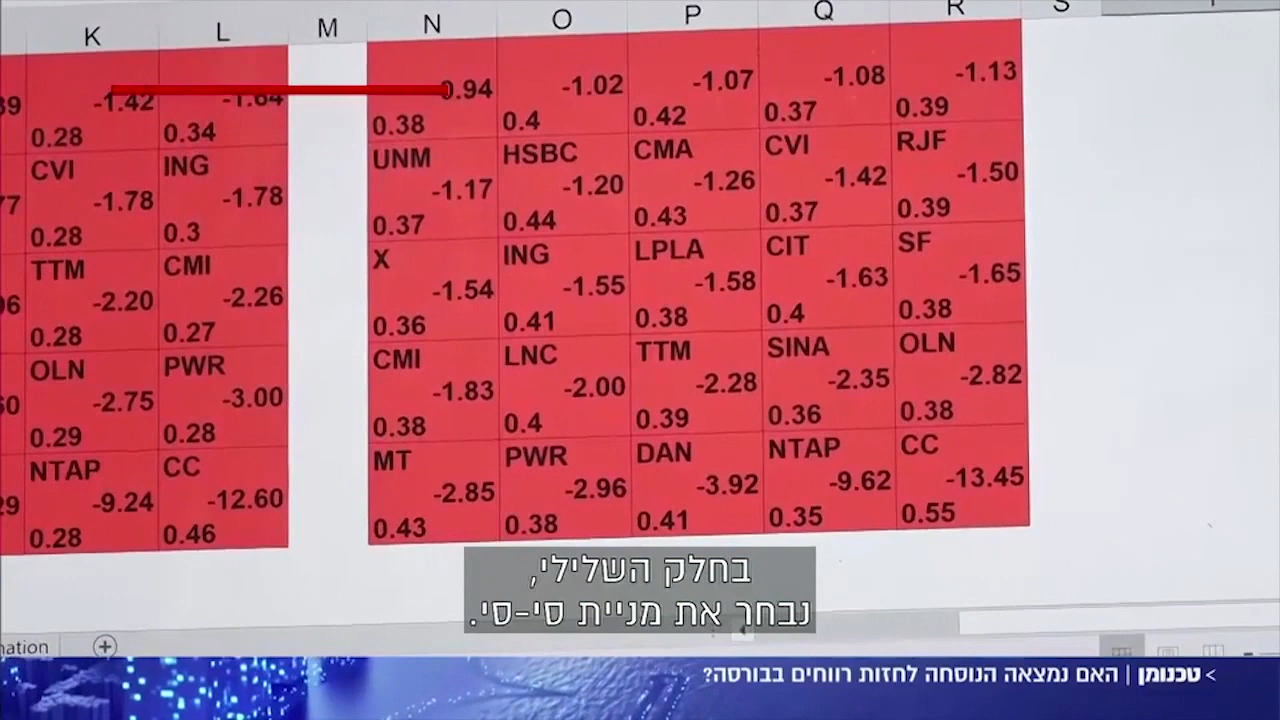 K L M N O P Q R S
39 -1.42 -1.64 0.94 -1.02 -1.07 -1.08 -1.13
0.28 0.34 0.38 0.4 0.42 0.37 0.39
CVI ING UNM HSBC CMA CVI RJF
77 -1.78 -1.78 -1.17 -1.20 -1.26 -1.42 -1.50
0.28 0.3 0.37 0.44 0.43 0.37 0.39
TTM CMI X ING LPLA CIT SF
96 -2.20 -2.26 -1.54 -1.55 -1.58 -1.63 -1.65
0.28 0.27 0.36 0.41 0.38 0.4 0.38
OLN PWR CMI LNC TTM SINA OLN
60 -2.75 -3.00 -1.83 -2.00 -2.28 -2.35 -2.82
0.29 0.28 0.38 0.4 0.39 0.36 0.38
NTAP CC MT PWR DAN NTAP CC
29 -9.24 -12.60 -2.85 -2.96 -3.92 -9.62 -13.45
0.28 0.46 0.43 0.38 0.41 0.35 0.55
בחלק השלילי,
נבחר את מניית סי-סי.
nation
> טכנומן | האם נמצאה הנוסחה לחזות רווחים בבורסה?